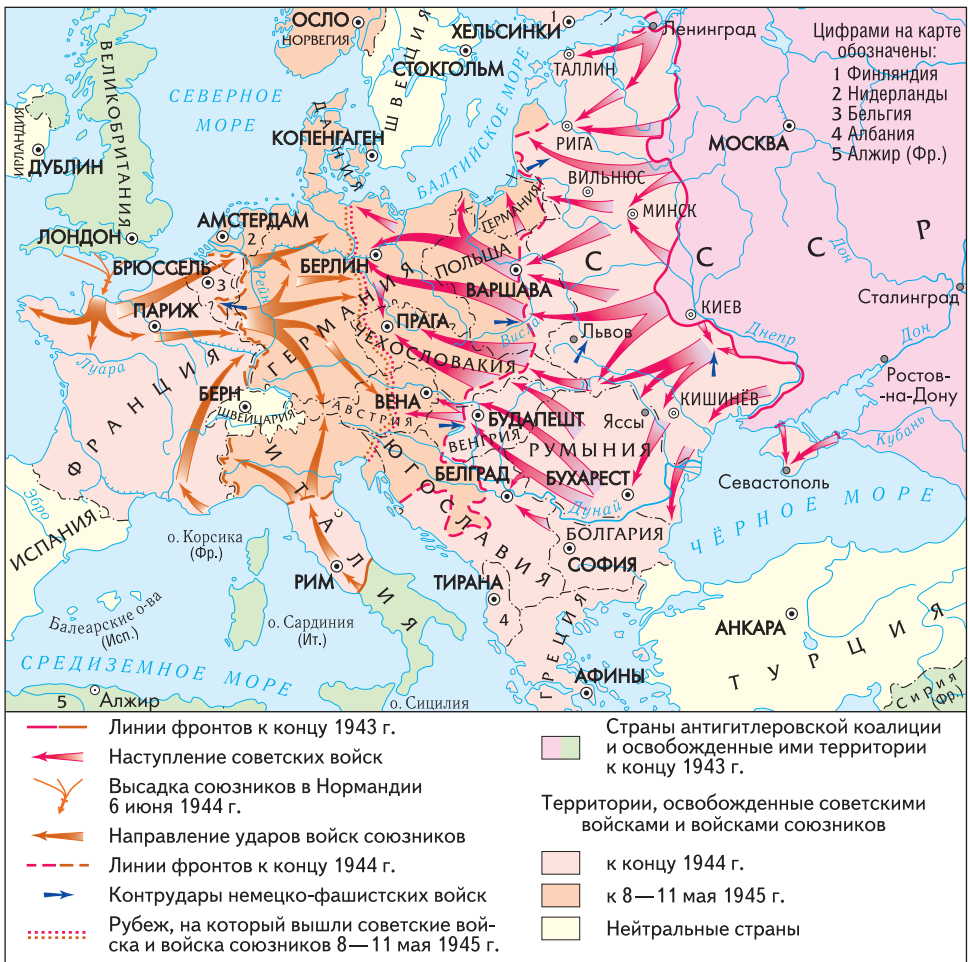 ОСЛО
НОРВЕГИЯ
ШВЕЦИЯ
ХЕЛЬСИНКИ
1
СТОКГОЛЬМ
ТАЛЛИН
Ленинград
Цифрами на карте
обозначены:
1 Финляндия
2 Нидерланды
3 Бельгия
4 Албания
5 Алжир (Фр.)
ВЕЛИКОБРИТАНИЯ
СЕВЕРНОЕ
МОРЕ
ДАНИЯ
КОПЕНГАГЕН
БАЛТИЙСКОЕ МОРЕ
РИГА
МОСКВА
ИРЛАНДИЯ
ДУБЛИН
ВИЛЬНЮС
МИНСК
ГЕРМАНИЯ
АМСТЕРДАМ
2
ЛОНДОН
БРЮССЕЛЬ
3
Рейн
БЕРЛИН
ПОЛЬША
ВАРШАВА
СССР
Дон
Сталинград
ПАРИЖ
ГЕРМАНИЯ
ПРАГА
Висла
Львов
КИЕВ
Днепр
Дон
Луара
ФРАНЦИЯ
ЧЕХОСЛОВАКИЯ
Ростов-
-на-Дону
БЕРН
ШВЕЙЦАРИЯ
АВСТРИЯ
ВЕНА
БУДАПЕШТ
ВЕНГРИЯ
Яссы
КИШИНЁВ
Кубань
РУМЫНИЯ
БЕЛГРАД
БУХАРЕСТ
Севастополь
Эбро
ИСПАНИЯ
ИТАЛИЯ
ЮГОСЛАВИЯ
Дунай
ЧЁРНОЕ МОРЕ
о. Корсика
(Фр.)
БОЛГАРИЯ
СОФИЯ
РИМ
ТИРАНА
4
Балеарские о-ва
(Исп.)
о. Сардиния
(Ит.)
ГРЕЦИЯ
АНКАРА
ТУРЦИЯ
СРЕДИЗЕМНОЕ МОРЕ
АФИНЫ
5
Алжир
о. Сицилия
Сирия
(Фр.)
Линии фронтов к концу 1943 г.
Наступление советских войск
Высадка союзников в Нормандии
6 июня 1944 г.
Направление ударов войск союзников
Линии фронтов к концу 1944 г.
Контрудары немецко-фашистских войск
Рубеж, на который вышли советские вой-
ска и войска союзников 8—11 мая 1945 г.
Страны антигитлеровской коалиции
и освобожденные ими территории
к концу 1943 г.
Территории, освобожденные советскими
войсками и войсками союзников
к концу 1944 г.
к 8—11 мая 1945 г.
Нейтральные страны